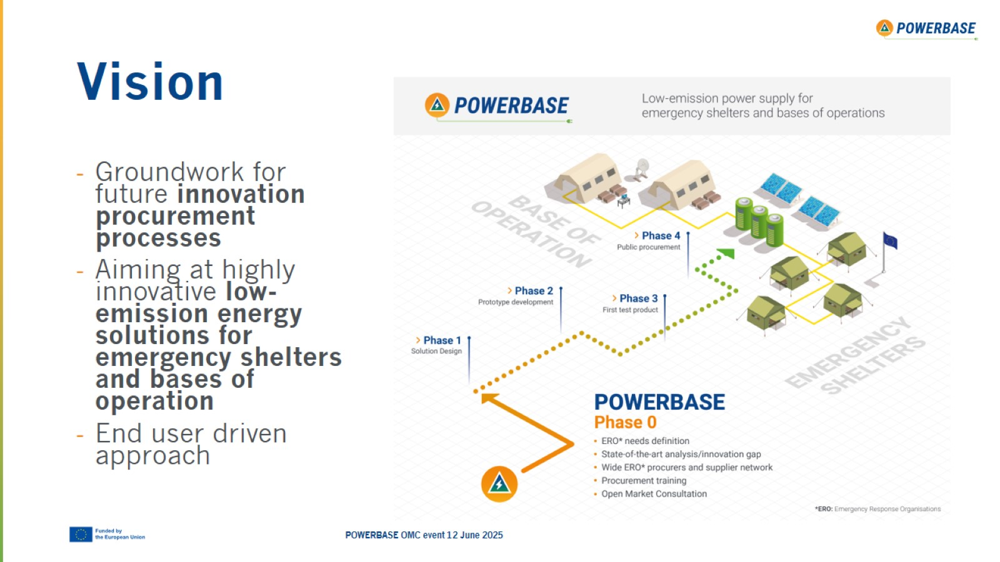 POWERBASE
Vision
- Groundwork for
future innovation
procurement
processes
- Aiming at highly
innovative low-
emission energy
solutions for
emergency shelters
and bases of
operation
- End user driven
approach
POWERBASE
Low-emission power supply for
emergency shelters and bases of operations
BASE OF
OPERATION
> Phase 4
Public procurement
> Phase 2
Prototype development
> Phase 3
First test product
> Phase 1
Solution Design
EMERGENCY
SHELTERS
POWERBASE
Phase 0
• ERO* needs definition
• State-of-the-art analysis/innovation gap
• Wide ERO* procurers and supplier network
• Procurement training
• Open Market Consultation
*ERO: Emergency Response Organisations
Funded by
the European Union
POWERBASE OMC event 12 June 2025